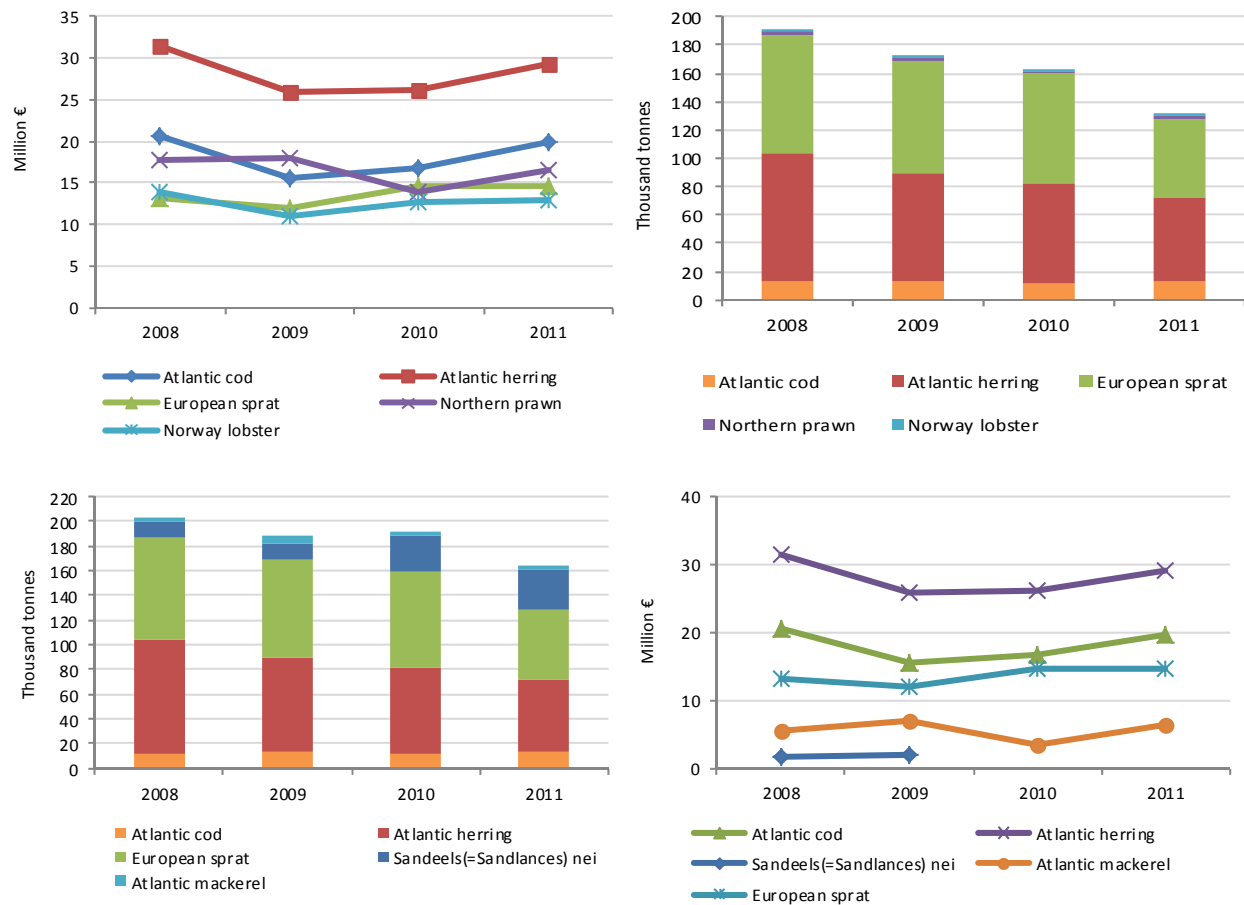 Million €
35
30
25
20
15
10
5
0
2008 2009 2010 2011
Atlantic cod Atlantic herring
European sprat Northern prawn
Norway lobster
Thousand tonnes
200
180
160
140
120
100
80
60
40
20
0
2008 2009 2010 2011
Atlantic cod Atlantic herring European sprat
Northern prawn Norway lobster
Thousand tonnes
220
200
180
160
140
120
100
80
60
40
20
0
2008 2009 2010 2011
Atlantic cod Atlantic herring
European sprat Sandeels(=Sandlances) nei
Atlantic mackerel
Million €
40
30
20
10
0
2008 2009 2010 2011
Atlantic cod Atlantic herring
Sandeels(=Sandlances) nei Atlantic mackerel
European sprat